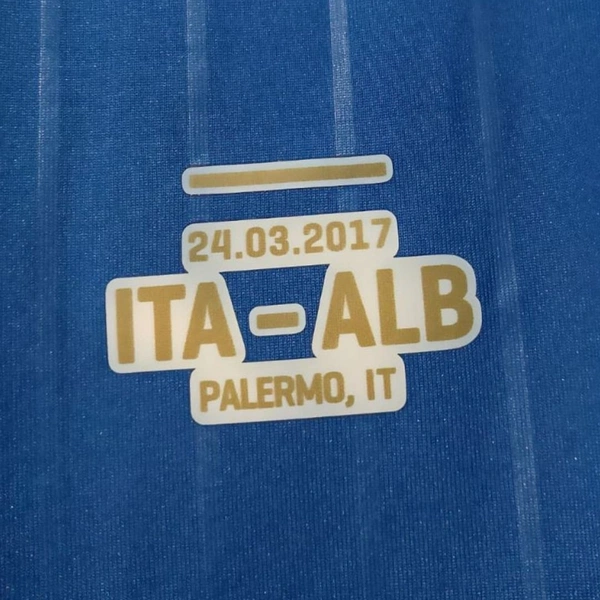 24.03.2017
ITA - ALB
PALERMO, IT